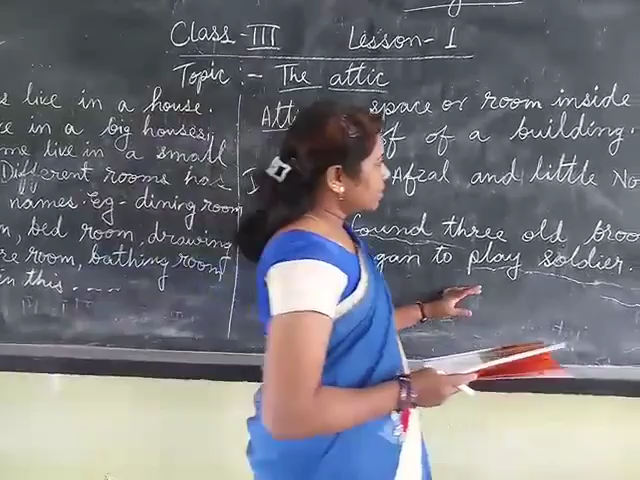 Class-III Lesson-1
Topic:- The attic
live in a house.
in a big houses,
live in a small
Different rooms has
names. Eg- dining room
bed room, drawing
room, bathing room
in this ....
space or room inside
of a building.
Afzal and little
found three old
to play soldier.